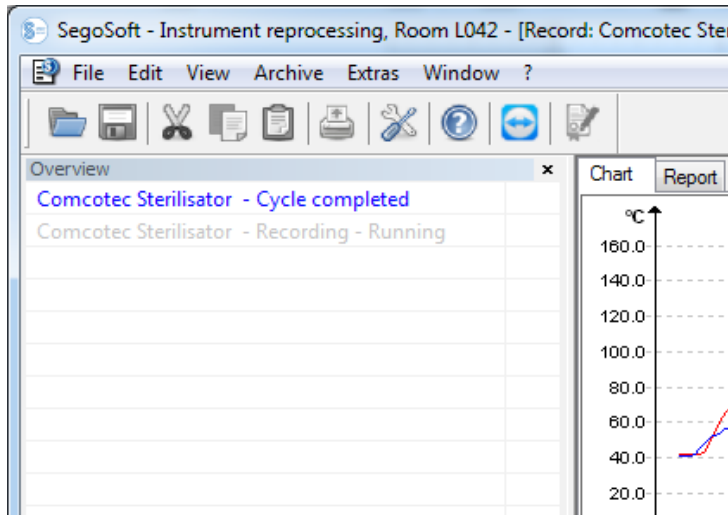 SegoSoft - Instrument reprocessing, Room L042 - [Record: Comcotec
File Edit View Archive Extras Window ?
Overview
Comcotec Sterilisator - Cycle completed
Comcotec Sterilisator - Recording - Running
Chart Report
°C
160.0
140.0
120.0
100.0
80.0
60.0
40.0
20.0